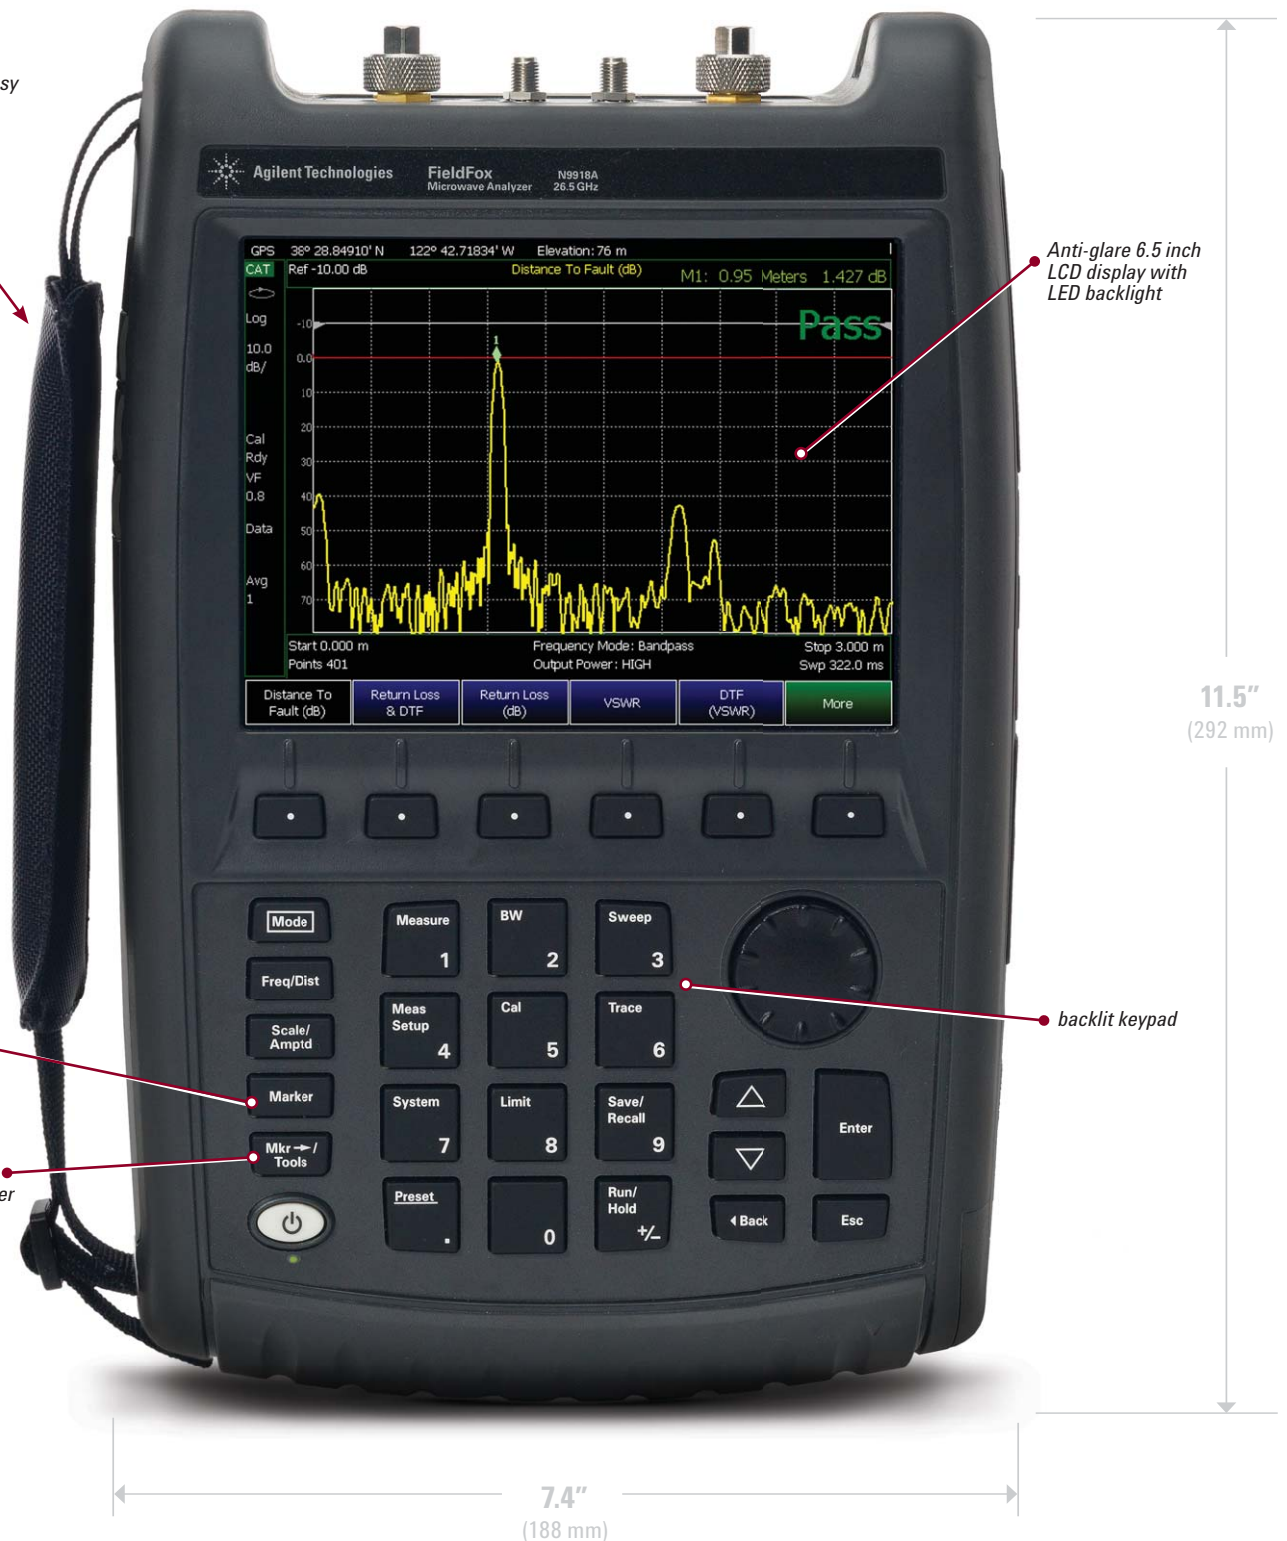 sy
Agilent Technologies
FieldFox
Microwave Analyzer
N9918A
26.5 GHz
GPS 38º 28.84910' N 122º 42.71834' W Elevation: 76 m
CAT
Ref -10.00 dB
Distance To Fault (dB)
M1: 0.95 Meters 1.427 dB
Log
10.0
dB/
Cal
Rdy
VF
0.8
Data
Avg
1
Pass
1
-10
0.0
10
20
30
40
50
60
70
Start 0.000 m
Frequency Mode: Bandpass
Stop 3.000 m
Points 401
Output Power: HIGH
Swp 322.0 ms
Distance To
Fault (dB)
Return Loss
& DTF
Return Loss
(dB)
VSWR
DTF
(VSWR)
More
Anti-glare 6.5 inch
LCD display with
LED backlight
11.5"
(292 mm)
Mode
Freq/Dist
Scale/
Amptd
Marker
Mkr→/
Tools
Measure
1
BW
2
Sweep
3
Meas
Setup
4
Cal
5
Trace
6
System
7
Limit
8
Save/
Recall
9
Preset
.
0
Run/
Hold
+/-
Enter
Back
Esc
backlit keypad
er
7.4"
(188 mm)